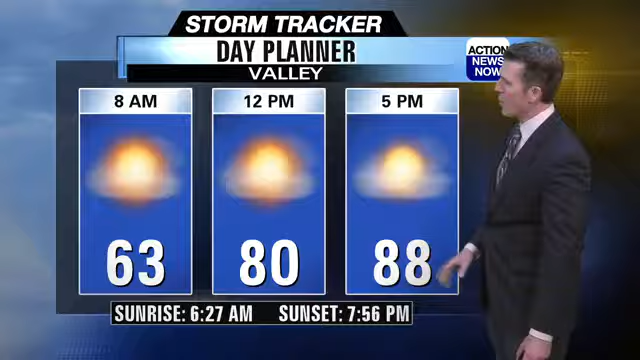 STORM TRACKER
DAY PLANNER
VALLEY
ACTION
NEWS
NOW
8 AM
12 PM
5 PM
63
80
88
SUNRISE: 6:27 AM
SUNSET: 7:56 PM